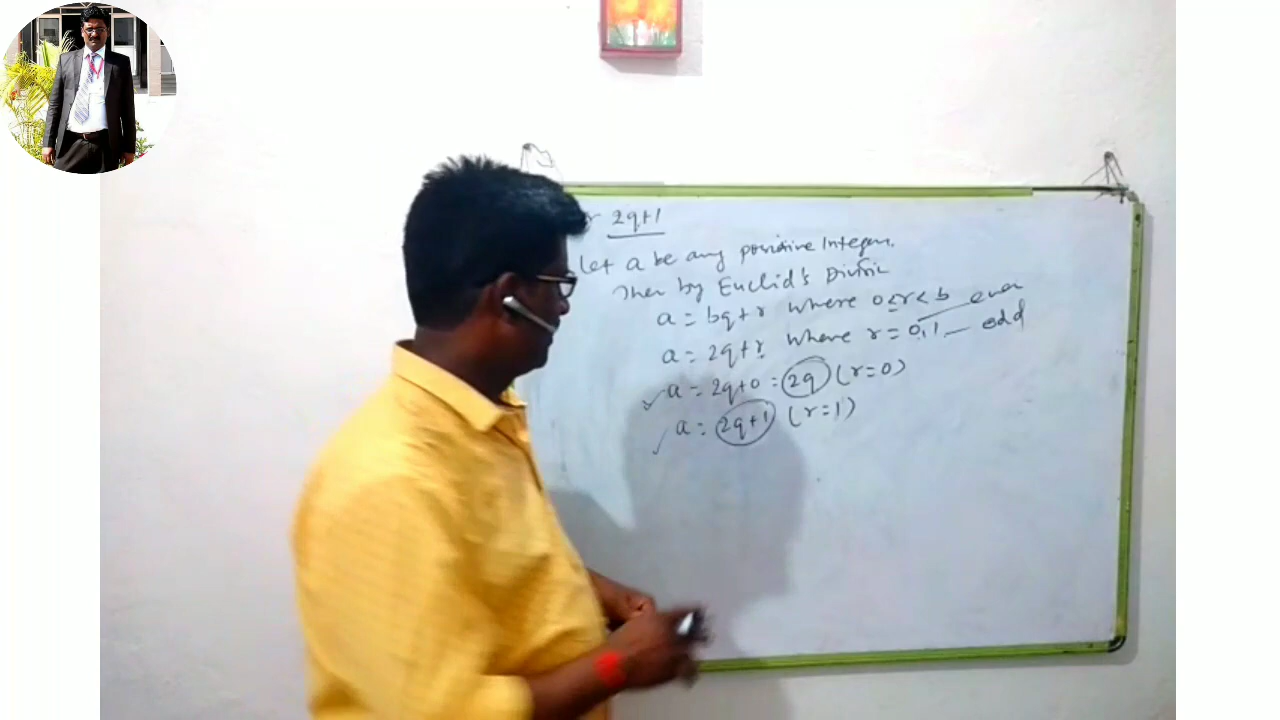 2q+1
Let a be any positive Integer.
Then by Euclid's
a = bq + r where 0 ≤ r < b
even
a = 2q + r where r = 0, 1 — odd
a = 2q+0 = 2q (r=0)
a = 2q+1 (r=1)